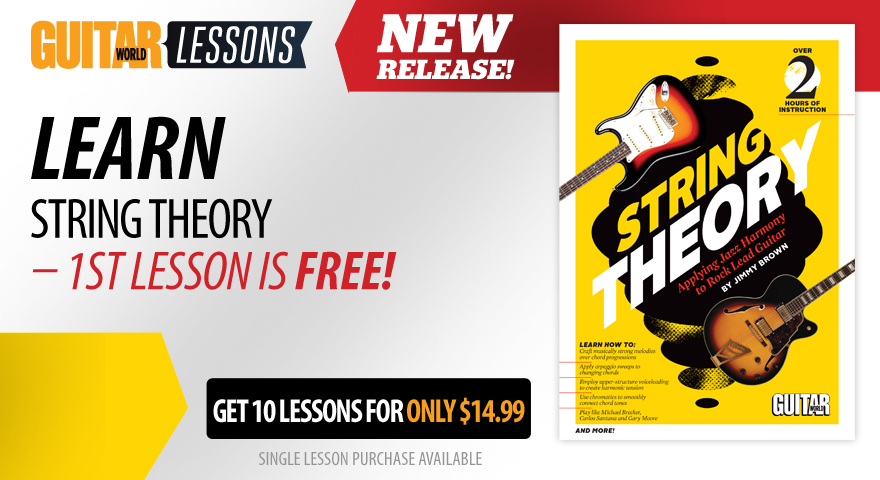 GUITAR WORLD LESSONS
NEW
RELEASE!
LEARN
STRING THEORY
– 1ST LESSON IS FREE!
GET 10 LESSONS FOR ONLY $14.99
SINGLE LESSON PURCHASE AVAILABLE
OVER
2
HOURS OF
INSTRUCTION
STRING
THEORY
Applying Jazz Harmony
to Rock Lead Guitar
BY JIMMY BROWN
LEARN HOW TO:
Craft musically strong melodies
over chord progressions
Apply arpeggio sweeps to
changing chords
Employ upper-structure voiceleading
to create harmonic tension
Use chromatics to smoothly
connect chord tones
Play like Michael Brecker,
Carlos Santana and Gary Moore
AND MORE!
GUITAR WORLD